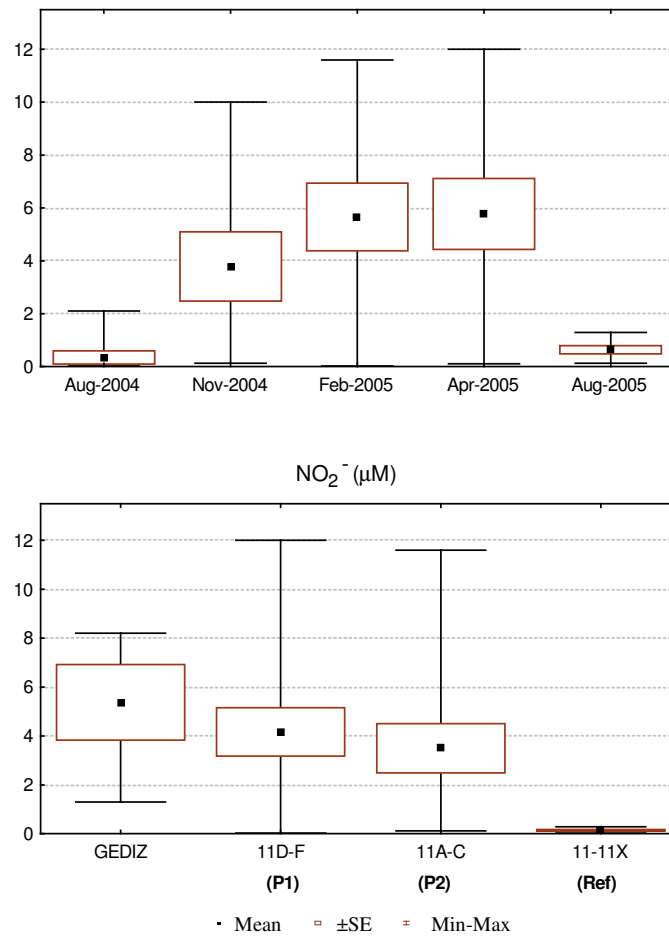 12
10
8
6
4
2
0
Aug-2004 Nov-2004 Feb-2005 Apr-2005 Aug-2005
NO2- (μM)
12
10
8
6
4
2
0
GEDIZ 11D-F 11A-C 11-11X
(P1) (P2) (Ref)
Mean ±SE Min-Max